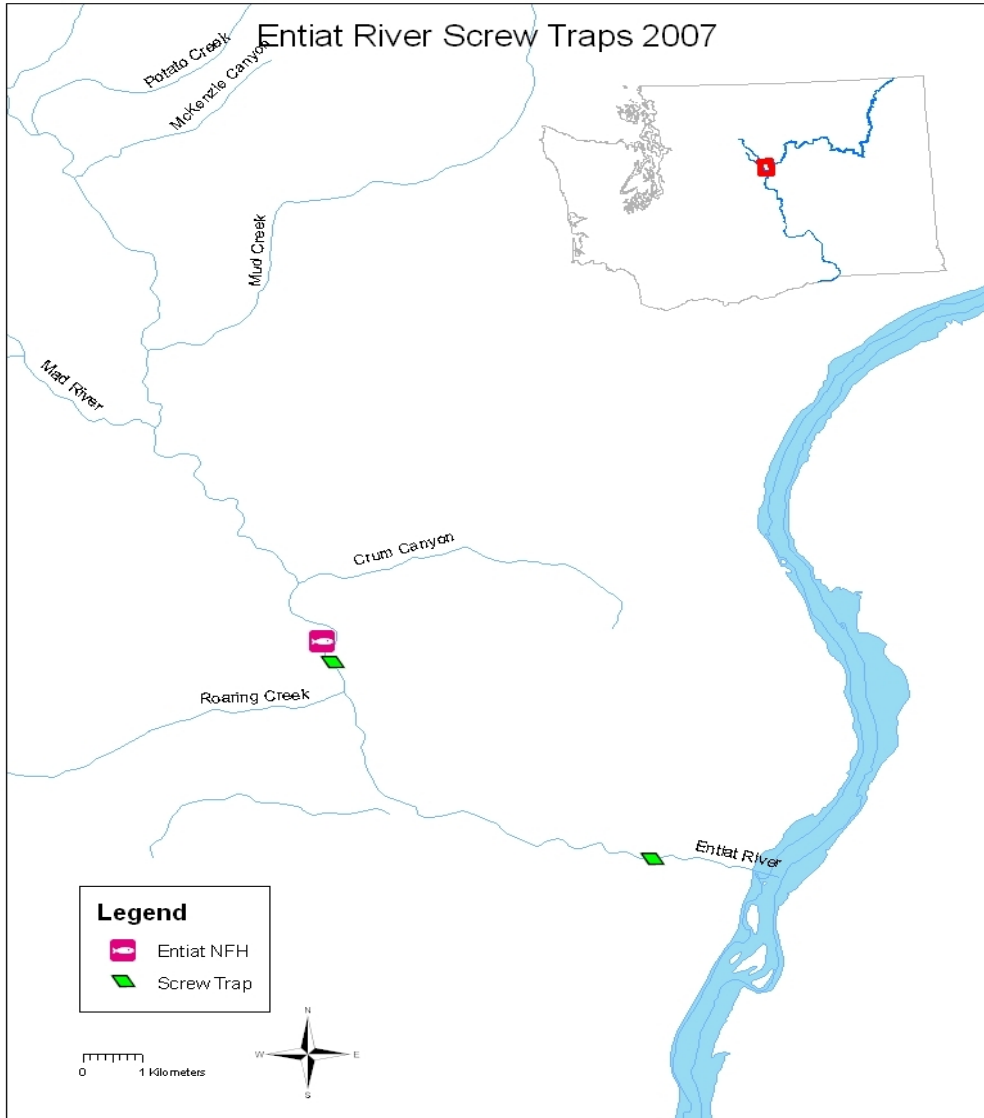 Entiat River Screw Traps 2007
Potato Creek
McKenzle Canyon
Mud Creek
Mad River
Crum Canyon
Roaring Creek
Entiat River
Legend
Entiat NFH
Screw Trap
N
W E
S
0 1 Kilometers